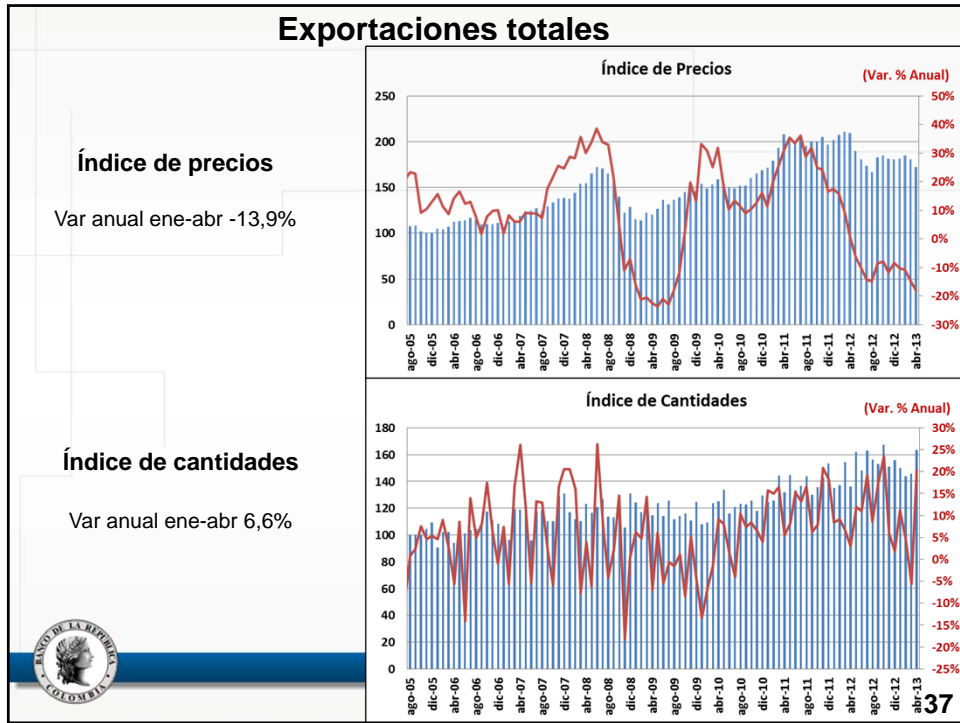 Exportaciones totales
Índice de precios
Var anual ene-abr -13,9%
Índice de Precios
(Var. % Anual)
250
200
150
100
50
0
50%
40%
30%
20%
10%
0%
-10%
-20%
-30%
ago-05
dic-05
abr-06
ago-06
dic-06
abr-07
ago-07
dic-07
abr-08
ago-08
dic-08
abr-09
ago-09
dic-09
abr-10
ago-10
dic-10
abr-11
ago-11
dic-11
abr-12
ago-12
dic-12
abr-13
Índice de cantidades
Var anual ene-abr 6,6%
Índice de Cantidades
(Var. % Anual)
180
160
140
120
100
80
60
40
20
0
30%
25%
20%
15%
10%
5%
0%
-5%
-10%
-15%
-20%
-25%
ago-05
dic-05
abr-06
ago-06
dic-06
abr-07
ago-07
dic-07
abr-08
ago-08
dic-08
abr-09
ago-09
dic-09
abr-10
ago-10
dic-10
abr-11
ago-11
dic-11
abr-12
ago-12
dic-12
abr-13
BANCO DE LA REPUBLICA
COLOMBIA
37